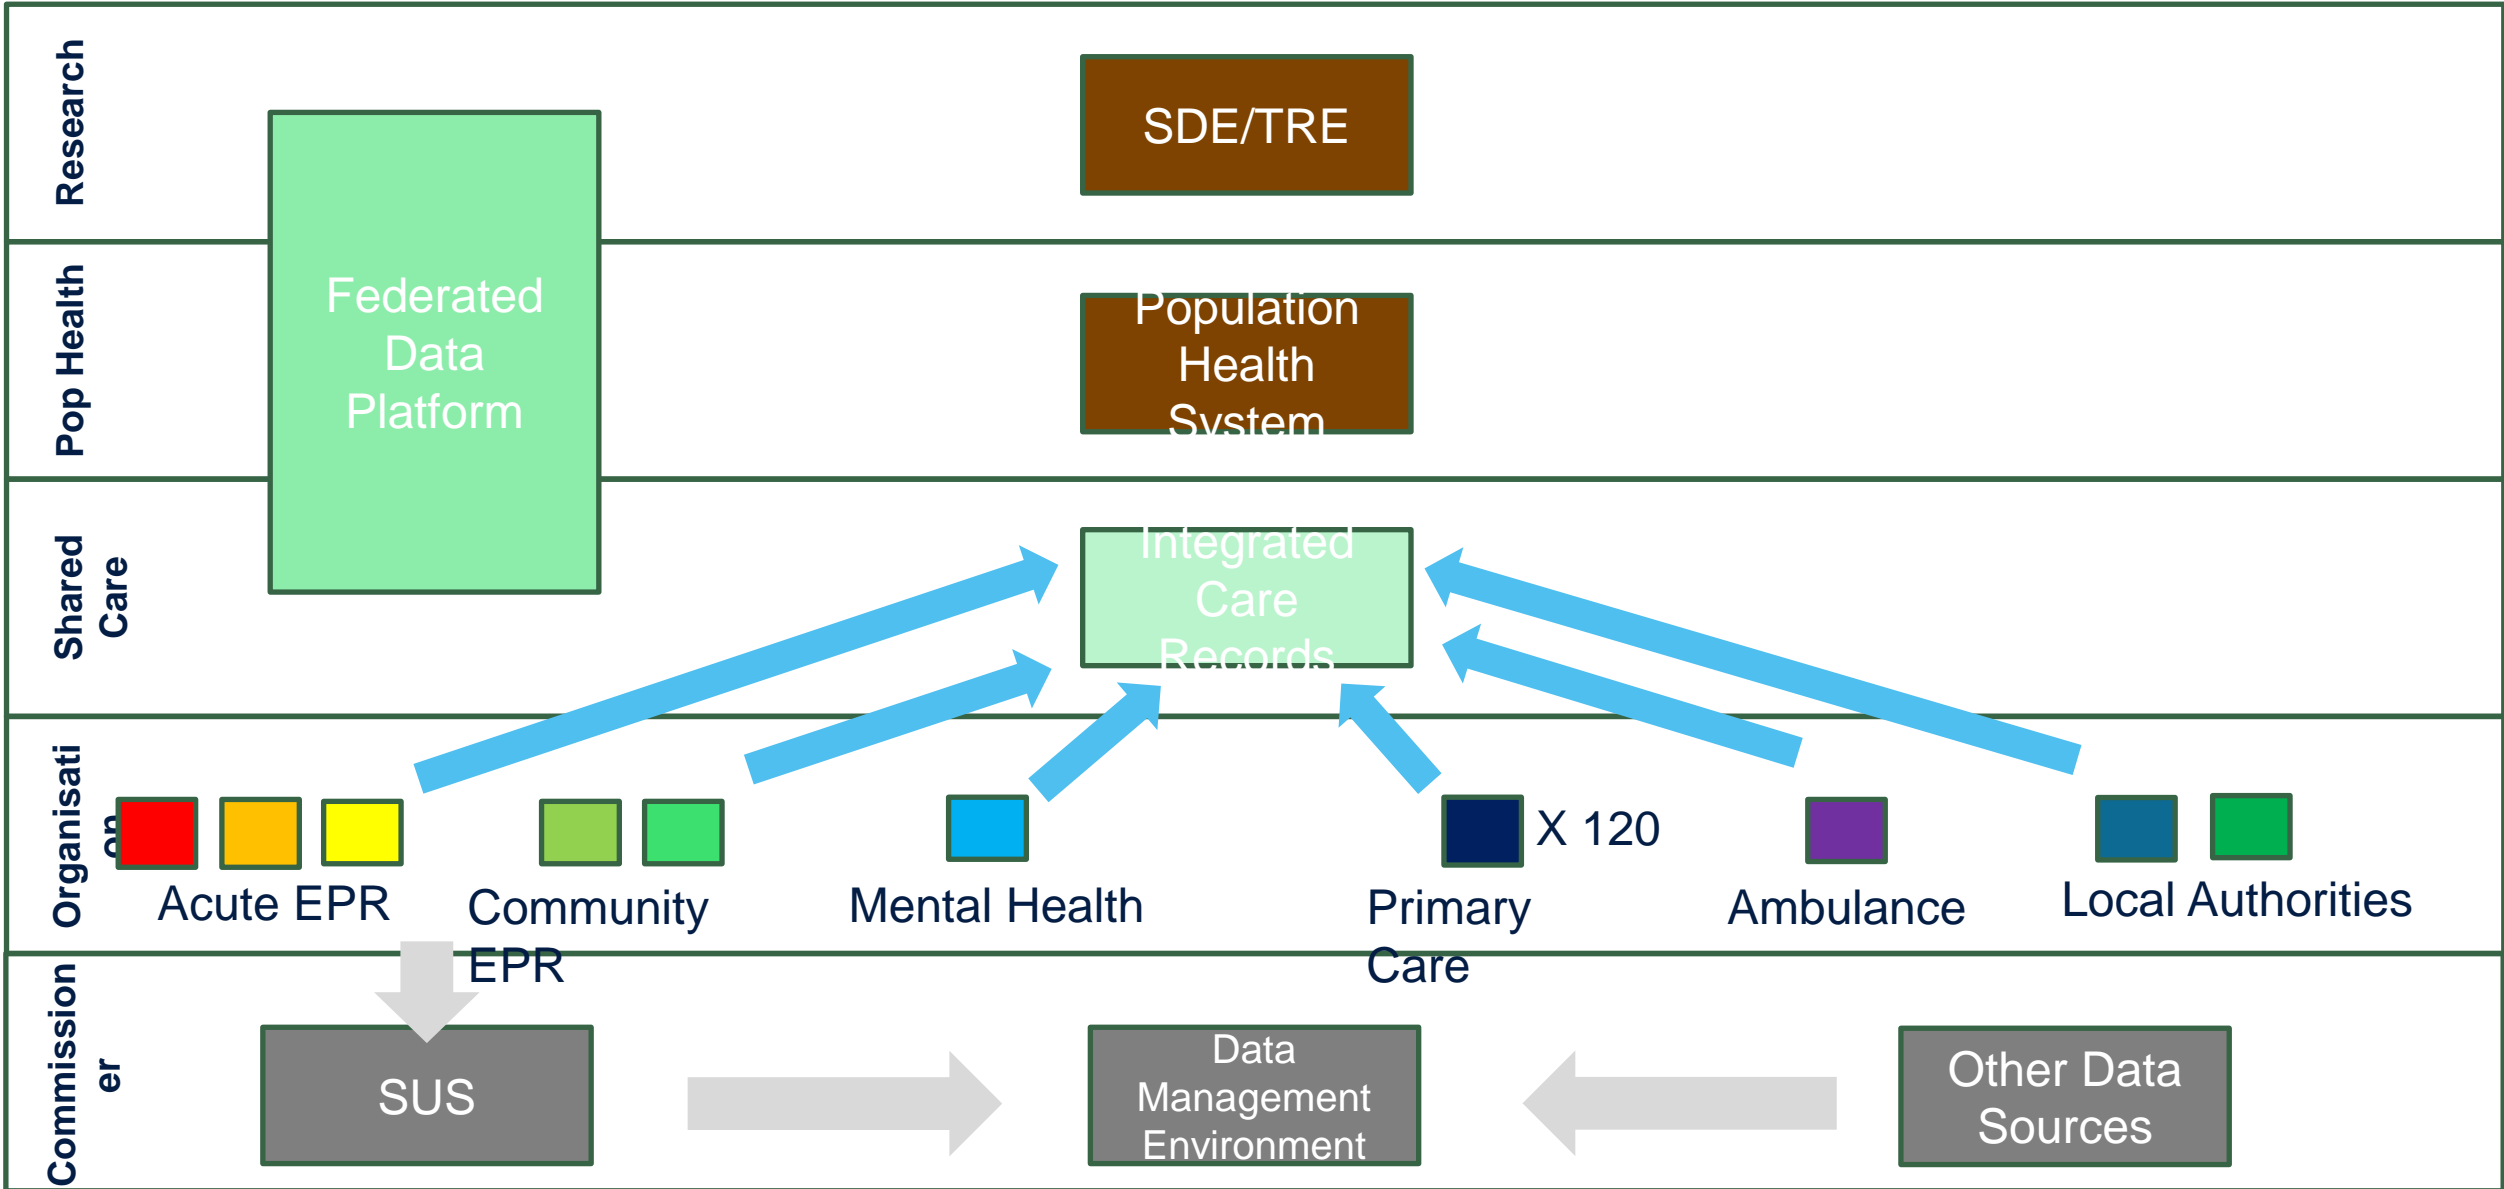 Research
SDE/TRE
Federated
Data
Platform
Pop Health
Population
Health
System
Shared
Care
Integrated
Care
Records
Organisati
on
X 120
Acute EPR
Community
EPR
Mental Health
Primary
Care
Ambulance
Local Authorities
Commission
er
SUS
Data
Management
Environment
Other Data
Sources